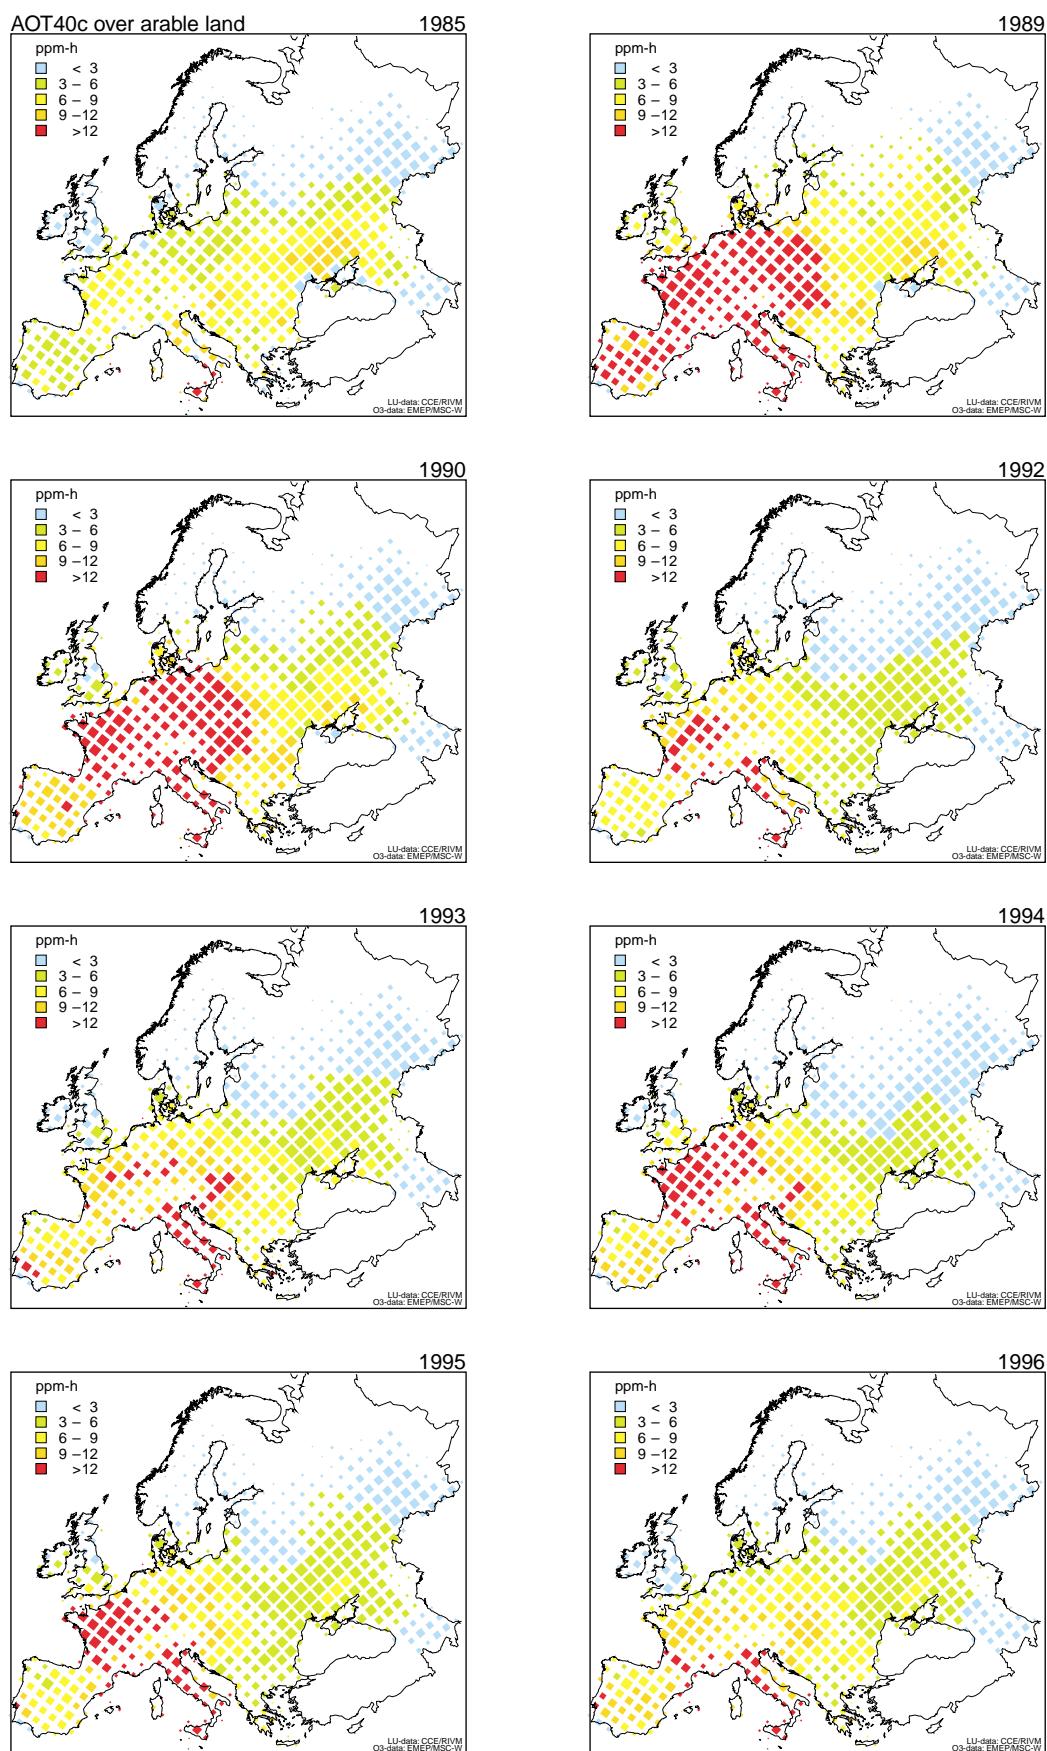 AOT40c over arable land 1985
ppm-h
< 3
3 – 6
6 – 9
9 –12
>12
LU-data: CCE/RIVM
O3-data: EMEP/MSC-W
1989
ppm-h
< 3
3 – 6
6 – 9
9 –12
>12
LU-data: CCE/RIVM
O3-data: EMEP/MSC-W
1990
ppm-h
< 3
3 – 6
6 – 9
9 –12
>12
LU-data: CCE/RIVM
O3-data: EMEP/MSC-W
1992
ppm-h
< 3
3 – 6
6 – 9
9 –12
>12
LU-data: CCE/RIVM
O3-data: EMEP/MSC-W
1993
ppm-h
< 3
3 – 6
6 – 9
9 –12
>12
LU-data: CCE/RIVM
O3-data: EMEP/MSC-W
1994
ppm-h
< 3
3 – 6
6 – 9
9 –12
>12
LU-data: CCE/RIVM
O3-data: EMEP/MSC-W
1995
ppm-h
< 3
3 – 6
6 – 9
9 –12
>12
LU-data: CCE/RIVM
O3-data: EMEP/MSC-W
1996
ppm-h
< 3
3 – 6
6 – 9
9 –12
>12
LU-data: CCE/RIVM
O3-data: EMEP/MSC-W